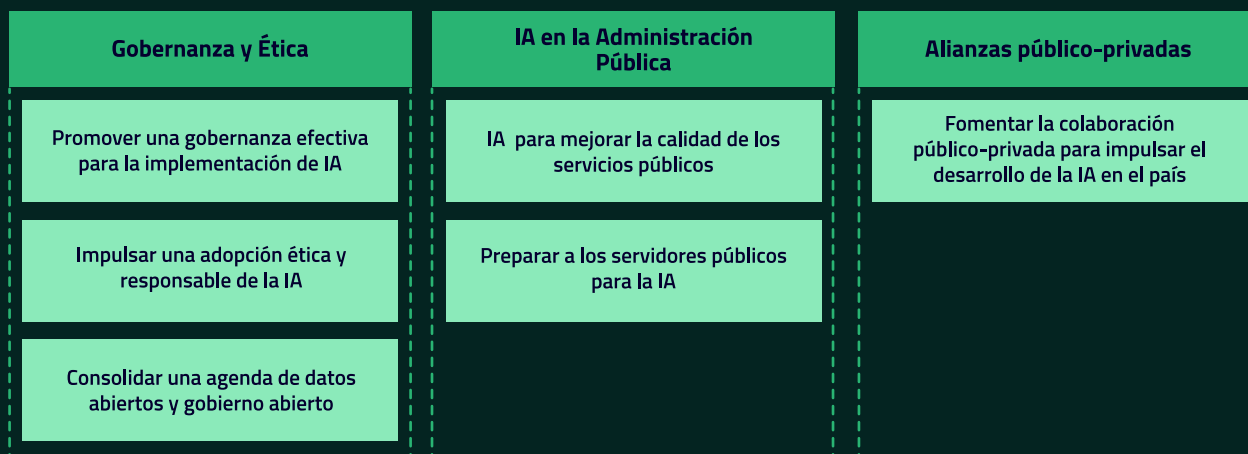 Gobernanza y Ética
Promover una gobernanza efectiva
para la implementación de IA
Impulsar una adopción ética y
responsable de la IA
Consolidar una agenda de datos
abiertos y gobierno abierto
IA en la Administración
Pública
IA para mejorar la calidad de los
servicios públicos
Preparar a los servidores públicos
para la IA
Alianzas público-privadas
Fomentar la colaboración
público-privada para impulsar el
desarrollo de la IA en el país